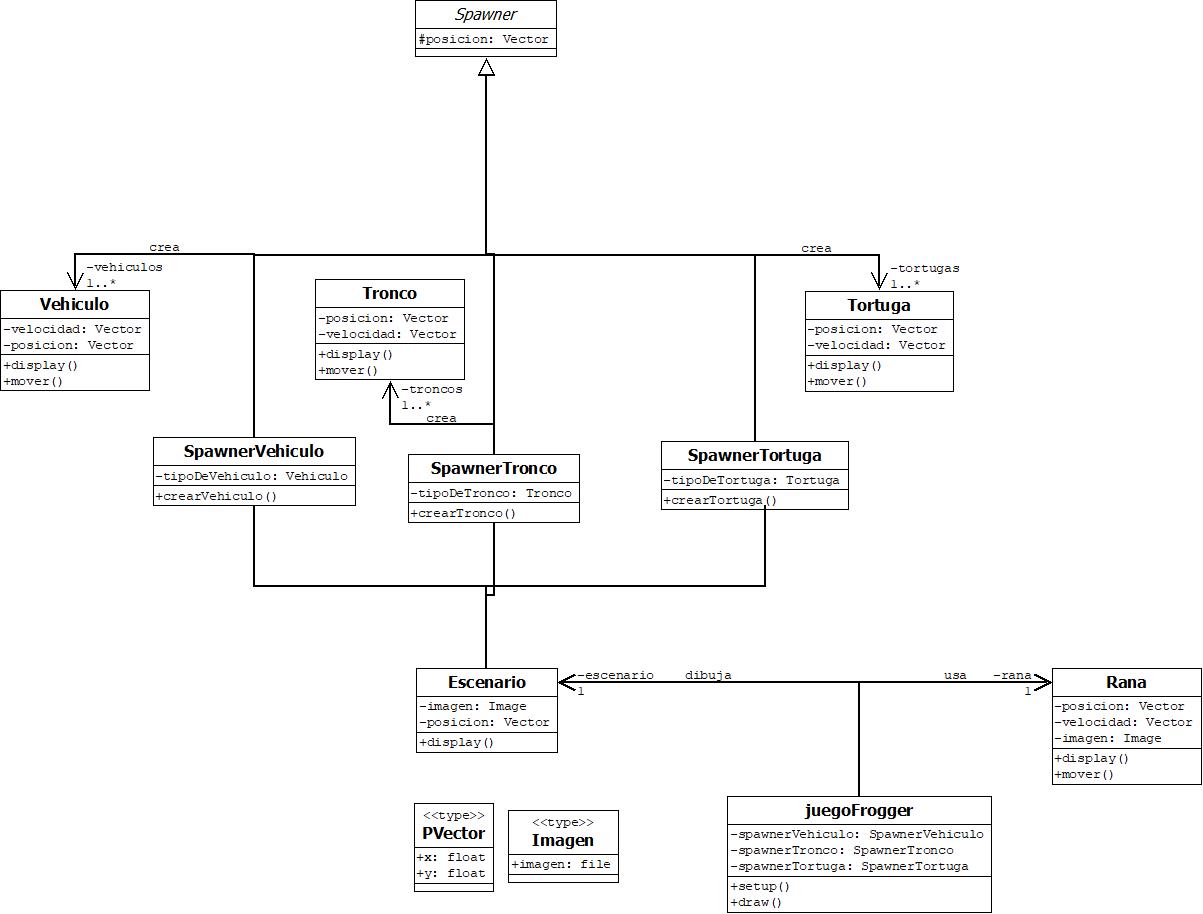 Spawner
#posicion: Vector
crea
-vehiculos
1..*
Vehiculo
-velocidad: Vector
-posicion: Vector
+display()
+mover()
Tronco
-posicion: Vector
-velocidad: Vector
+display()
+mover()
-troncos
1..*
crea
crea
-tortugas
1..*
Tortuga
-posicion: Vector
-velocidad: Vector
+display()
+mover()
SpawnerVehiculo
-tipoDeVehiculo: Vehiculo
+crearVehiculo()
SpawnerTronco
-tipoDeTronco: Tronco
+crearTronco()
SpawnerTortuga
-tipoDeTortuga: Tortuga
+crearTortuga()
Escenario
-imagen: Image
-posicion: Vector
+display()
-escenario
1
dibuja
usa
-rana
1
Rana
-posicion: Vector
-velocidad: Vector
-imagen: Image
+display()
+mover()
<<type>>
PVector
+x: float
+y: float
<<type>>
Imagen
+imagen: file
juegoFrogger
-spawnerVehiculo: SpawnerVehiculo
-spawnerTronco: SpawnerTronco
-spawnerTortuga: SpawnerTortuga
+setup()
+draw()